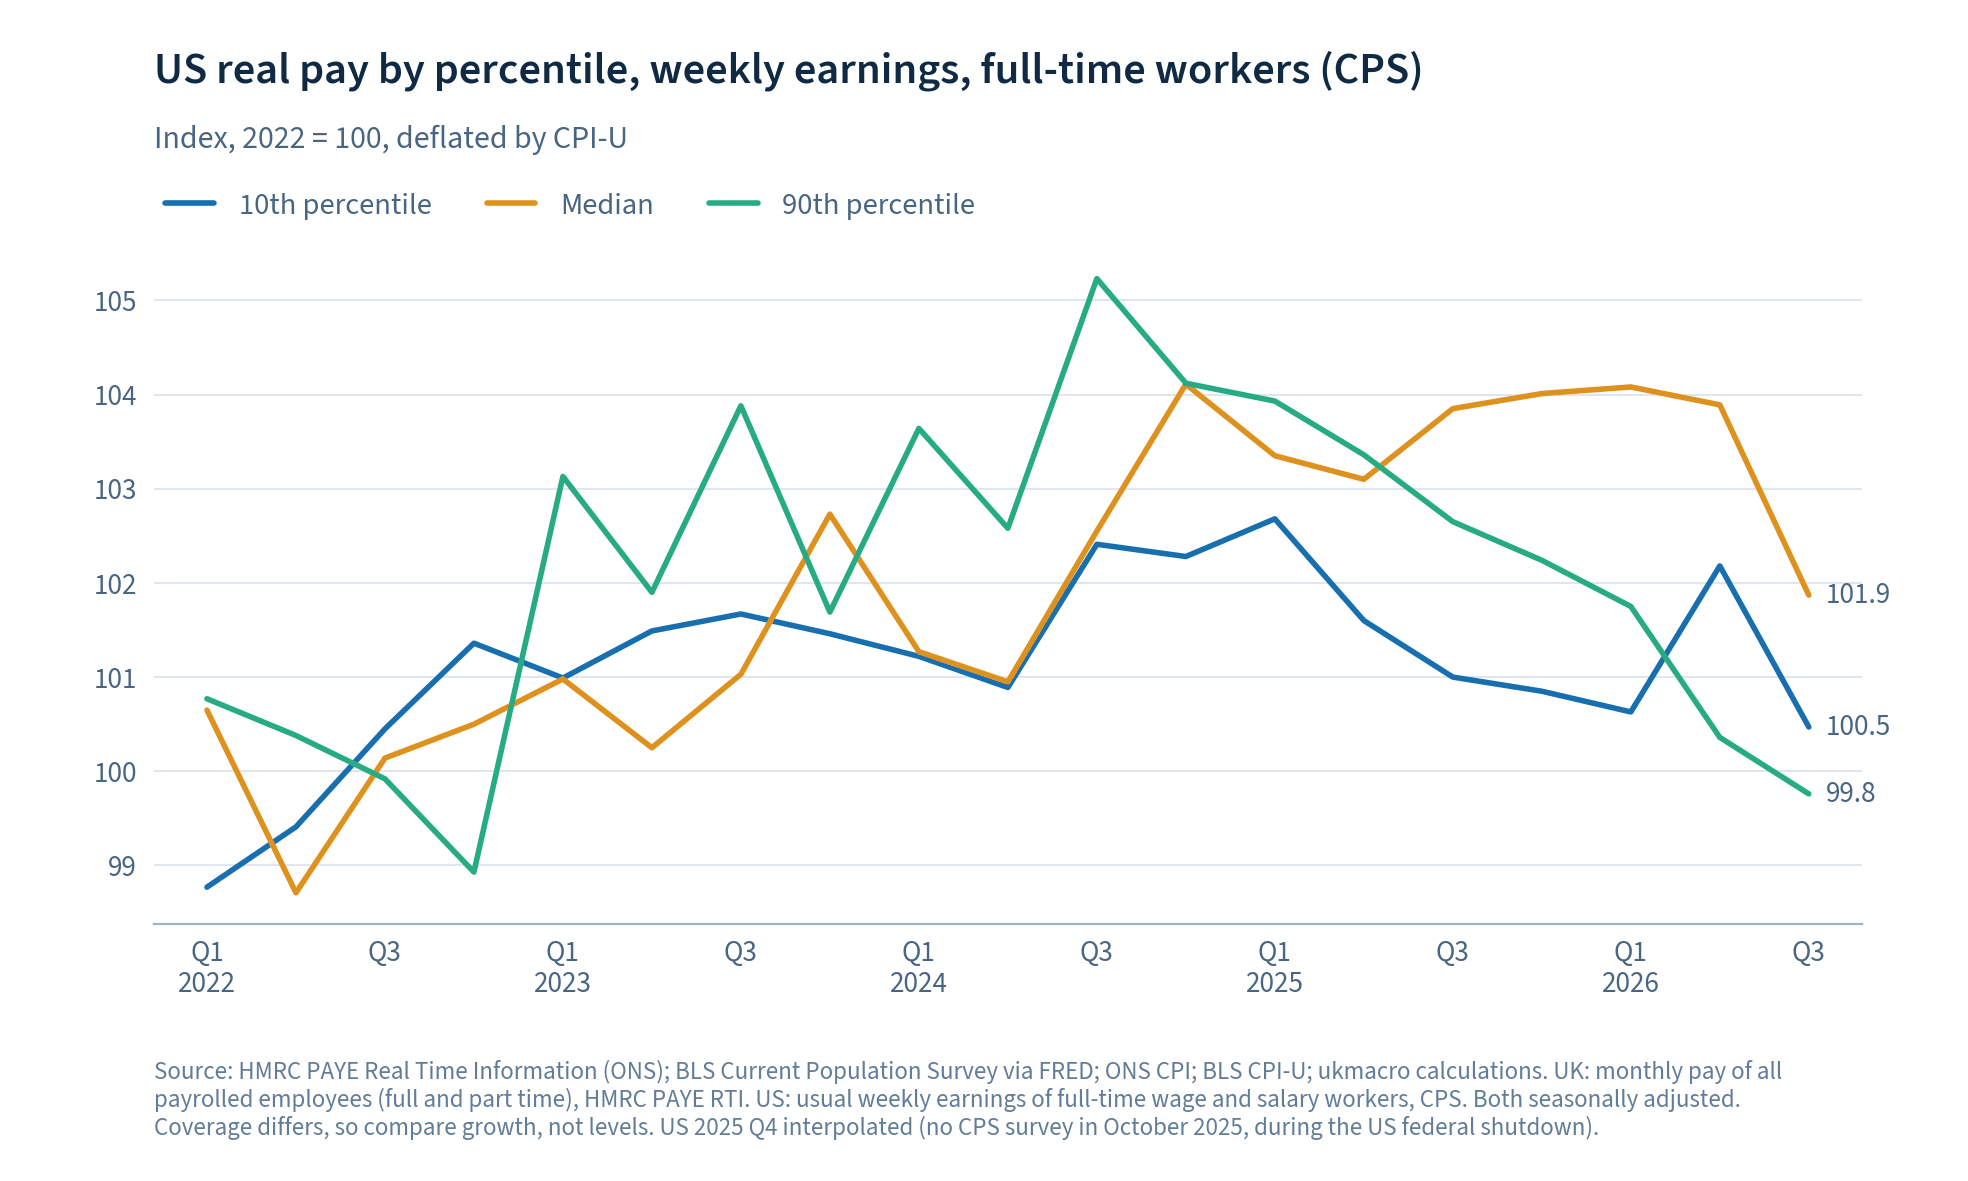 US real pay by percentile, weekly earnings, full-time workers (CPS)
Index, 2022 = 100, deflated by CPI-U
10th percentile Median 90th percentile
105
104
103
102
101
100
99
101.9
100.5
99.8
Q1 Q3 Q1 Q3 Q1 Q3 Q1 Q3 Q1 Q3
2022 2023 2024 2025 2026
Source: HMRC PAYE Real Time Information (ONS); BLS Current Population Survey via FRED; ONS CPI; BLS CPI-U; ukmacro calculations. UK: monthly pay of all
payrolled employees (full and part time), HMRC PAYE RTI. US: usual weekly earnings of full-time wage and salary workers, CPS. Both seasonally adjusted.
Coverage differs, so compare growth, not levels. US 2025 Q4 interpolated (no CPS survey in October 2025, during the US federal shutdown).